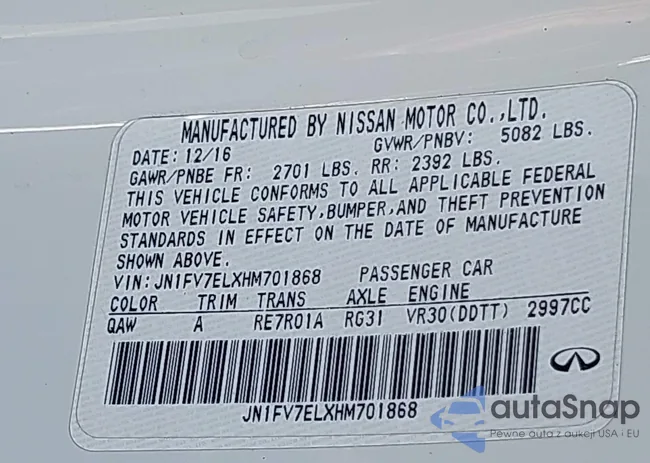 MANUFACTURED BY NISSAN MOTOR CO.,LTD.
DATE: 12/16 GVWR/PNBV: 5082 LBS.
GAWR/PNBE FR: 2701 LBS. RR: 2392 LBS.
THIS VEHICLE CONFORMS TO ALL APPLICABLE FEDERAL
MOTOR VEHICLE SAFETY,BUMPER,AND THEFT PREVENTION
STANDARDS IN EFFECT ON THE DATE OF MANUFACTURE
SHOWN ABOVE.
VIN:JN1FV7ELXHM701868 PASSENGER CAR
COLOR TRIM TRANS AXLE ENGINE
QAW A RE7R01A RG31 VR30(DDTT) 2997CC
JN1FV7ELXHM701868
autaSnap
Pewne auta z aukcji USA i EU